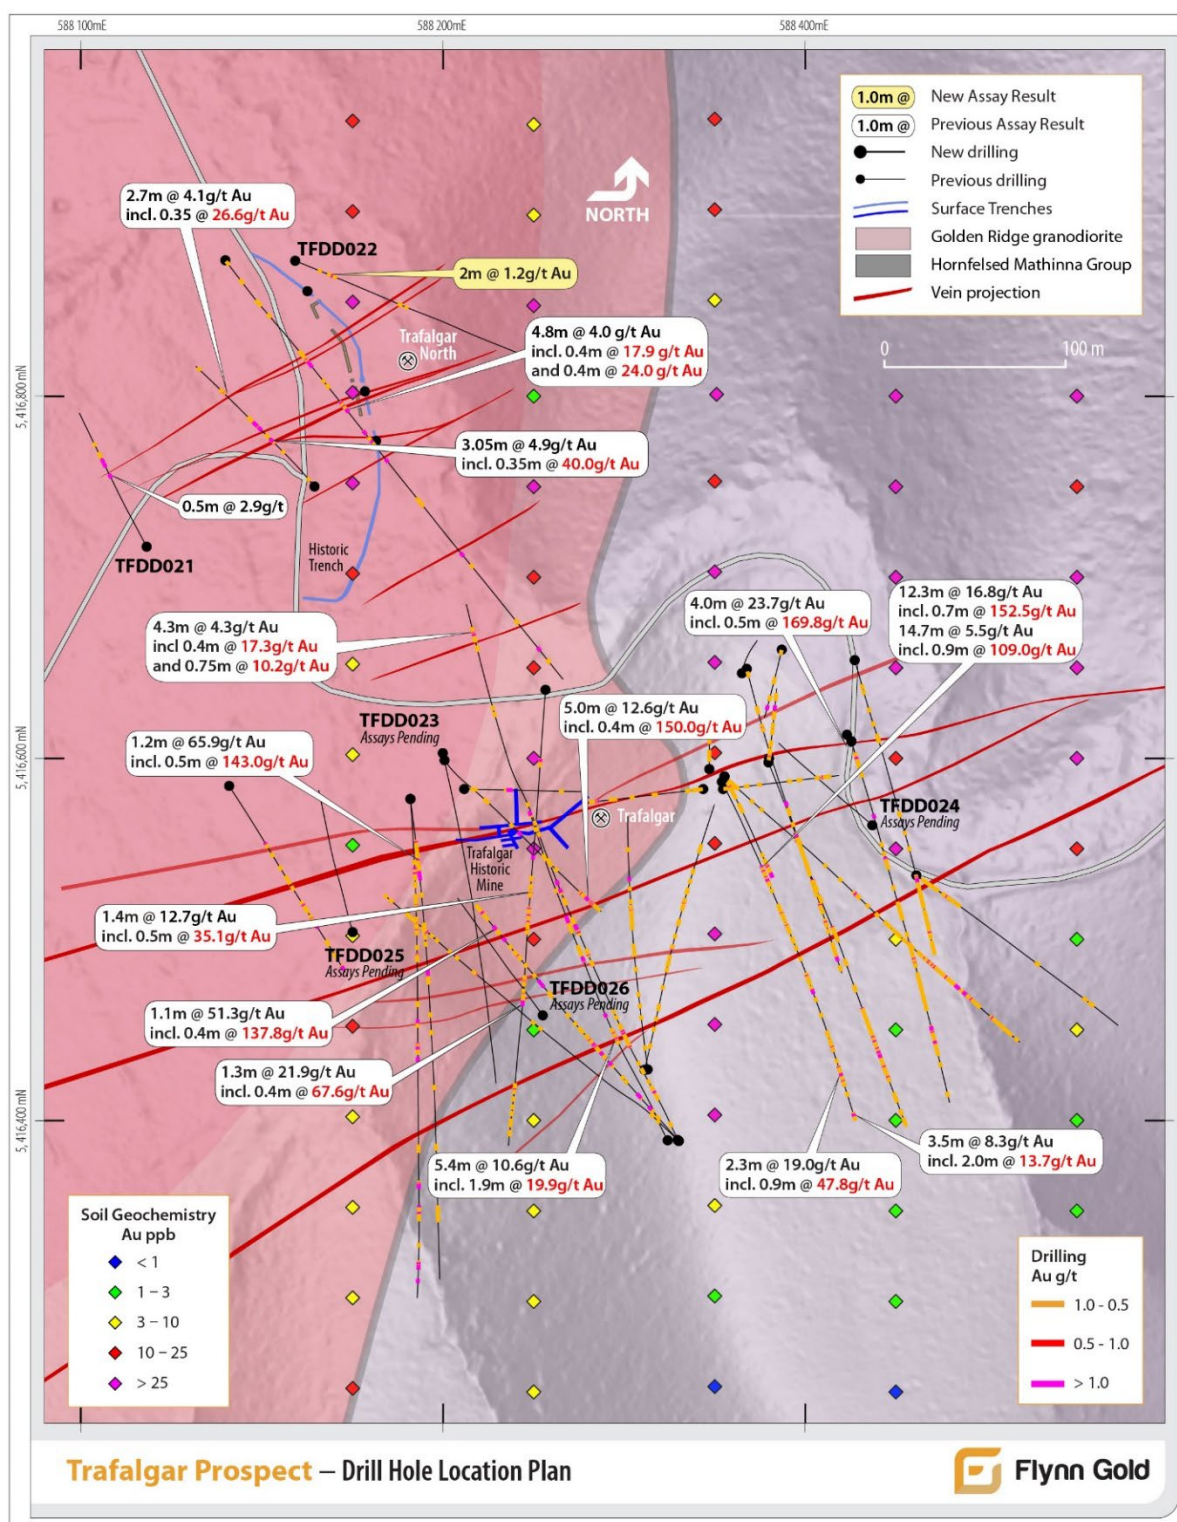 588 100mE
588 200mE
588 400mE
1.0m @ New Assay Result
1.0m @ Previous Assay Result
New drilling
Previous drilling
Surface Trenches
Golden Ridge granodiorite
Hornfelsed Mathinna Group
Vein projection
0 100 m
NORTH
2.7m @ 4.1g/t Au
incl. 0.35 @ 26.6g/t Au
TFDD022
2m @ 1.2g/t Au
Trafalgar
North
4.8m @ 4.0 g/t Au
incl. 0.4m @ 17.9 g/t Au
and 0.4m @ 24.0 g/t Au
5, 416,800 mN
3.05m @ 4.9g/t Au
incl. 0.35m @ 40.0g/t Au
0.5m @ 2.9g/t
TFDD021
Historic
Trench
12.3m @ 16.8g/t Au
incl. 0.7m @ 152.5g/t Au
14.7m @ 5.5g/t Au
incl. 0.9m @ 109.0g/t Au
4.0m @ 23.7g/t Au
incl. 0.5m @ 169.8g/t Au
4.3m @ 4.3g/t Au
incl 0.4m @ 17.3g/t Au
and 0.75m @ 10.2g/t Au
5.0m @ 12.6g/t Au
incl. 0.4m @ 150.0g/t Au
TFDD023
Assays Pending
1.2m @ 65.9g/t Au
incl. 0.5m @ 143.0g/t Au
5, 416,600 mN
TFDD024
Assays Pending
Trafalgar
Trafalgar
Historic
Mine
1.4m @ 12.7g/t Au
incl. 0.5m @ 35.1g/t Au
TFDD025
Assays Pending
TFDD026
Assays Pending
1.1m @ 51.3g/t Au
incl. 0.4m @ 137.8g/t Au
1.3m @ 21.9g/t Au
incl. 0.4m @ 67.6g/t Au
5, 416,400 mN
5.4m @ 10.6g/t Au
incl. 1.9m @ 19.9g/t Au
2.3m @ 19.0g/t Au
incl. 0.9m @ 47.8g/t Au
3.5m @ 8.3g/t Au
incl. 2.0m @ 13.7g/t Au
Soil Geochemistry
Au ppb
< 1
1 – 3
3 – 10
10 – 25
> 25
Drilling
Au g/t
1.0 - 0.5
0.5 - 1.0
> 1.0
Trafalgar Prospect – Drill Hole Location Plan
Flynn Gold